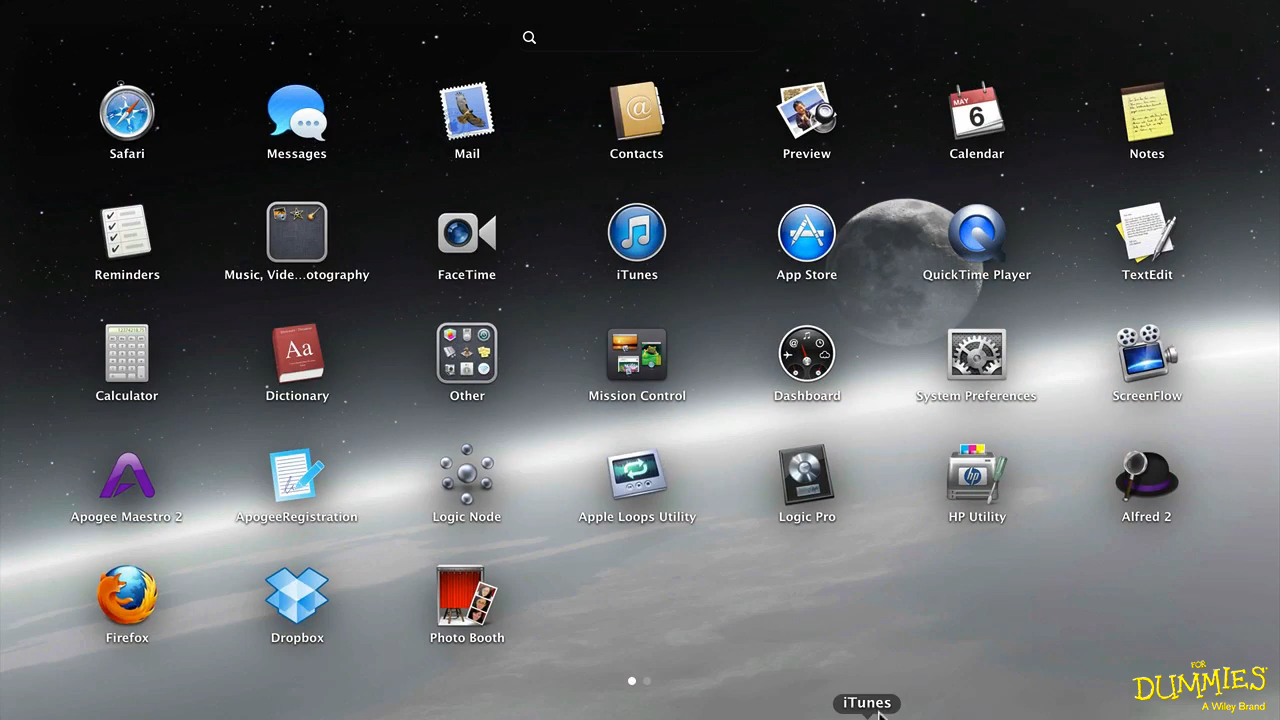 Safari
Messages
Mail
Contacts
Preview
MAY
6
Calendar
Notes
Reminders
Music, Vide...otography
FaceTime
iTunes
App Store
QuickTime Player
TextEdit
Calculator
Aa
Dictionary
Other
Mission Control
Dashboard
System Preferences
ScreenFlow
Apogee Maestro 2
ApogeeRegistration
Logic Node
Apple Loops Utility
Logic Pro
hp
HP Utility
Alfred 2
Firefox
Dropbox
Photo Booth
iTunes
FOR
DUMMIES
A Wiley Brand